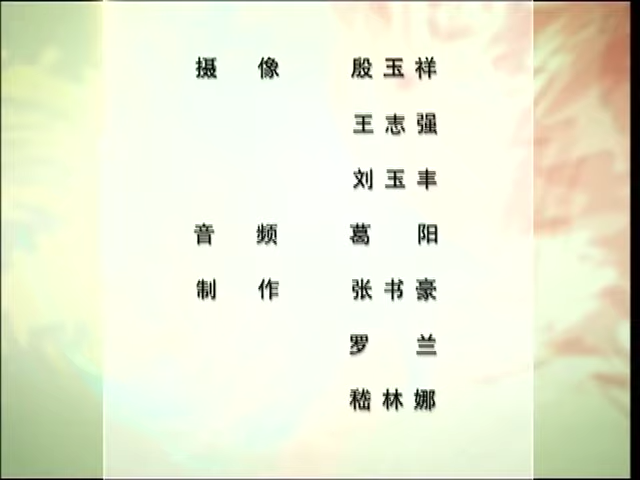 摄像 殷玉祥
王志强
刘玉丰
音频 葛阳
制作 张书豪
罗兰
嵇林娜